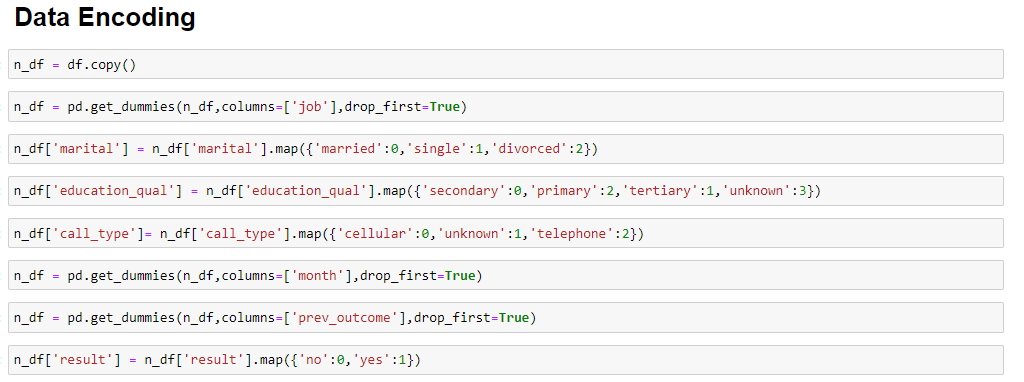 Data Encoding
n_df = df.copy()
n_df = pd.get_dummies(n_df,columns=['job'],drop_first=True)
n_df['marital'] = n_df['marital'].map({'married':0,'single':1,'divorced':2})
n_df['education_qual'] = n_df['education_qual'].map({'secondary':0,'primary':2,'tertiary':1,'unknown':3})
n_df['call_type']= n_df['call_type'].map({'cellular':0,'unknown':1,'telephone':2})
n_df = pd.get_dummies(n_df,columns=['month'],drop_first=True)
n_df = pd.get_dummies(n_df,columns=['prev_outcome'],drop_first=True)
n_df['result'] = n_df['result'].map({'no':0,'yes':1})